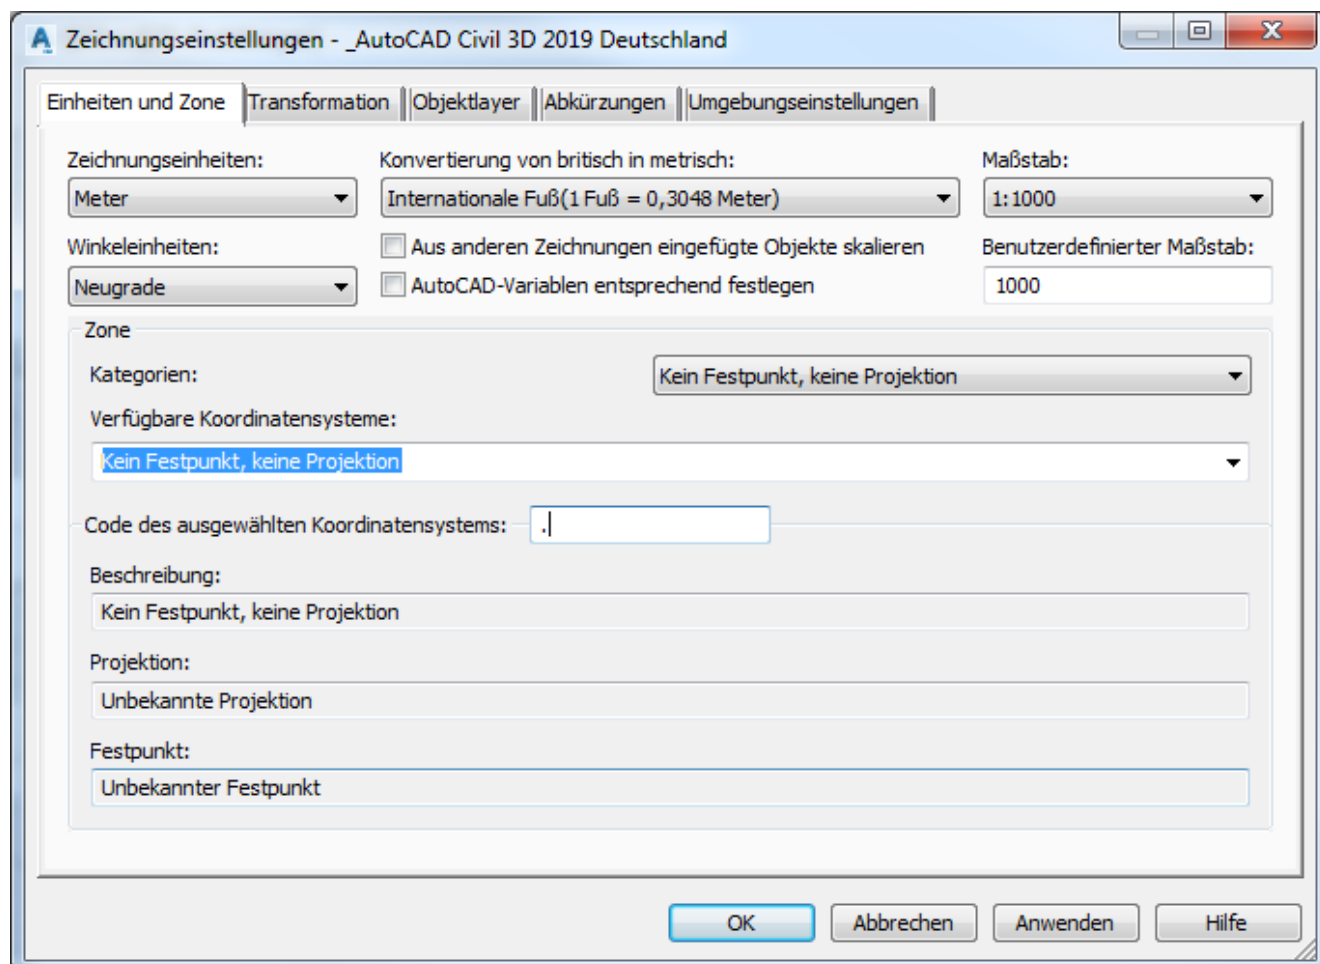 Zeichnungseinstellungen - _AutoCAD Civil 3D 2019 Deutschland
Einheiten und Zone Transformation Objektlayer Abkürzungen Umgebungseinstellungen
Zeichnungseinheiten: Konvertierung von britisch in metrisch: Maßstab:
Meter Internationale Fuß(1 Fuß = 0,3048 Meter) 1:1000
Winkeleinheiten: Aus anderen Zeichnungen eingefügte Objekte skalieren Benutzerdefinierter Maßstab:
Neugrade AutoCAD-Variablen entsprechend festlegen 1000
Zone
Kategorien: Kein Festpunkt, keine Projektion
Verfügbare Koordinatensysteme:
Kein Festpunkt, keine Projektion
Code des ausgewählten Koordinatensystems: .
Beschreibung:
Kein Festpunkt, keine Projektion
Projektion:
Unbekannte Projektion
Festpunkt:
Unbekannter Festpunkt
OK Abbrechen Anwenden Hilfe